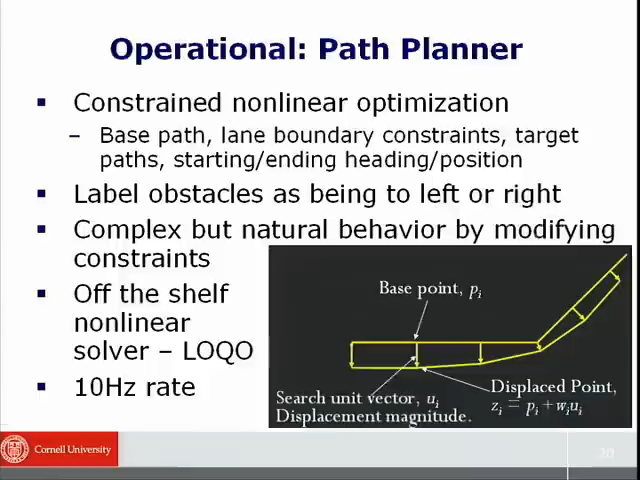 Operational: Path Planner
▪ Constrained nonlinear optimization
– Base path, lane boundary constraints, target
paths, starting/ending heading/position
▪ Label obstacles as being to left or right
▪ Complex but natural behavior by modifying
constraints
▪ Off the shelf
nonlinear
solver – LOQO
▪ 10Hz rate
Base point, pᵢ
Search unit vector, uᵢ
Displacement magnitude.
Displaced Point,
zᵢ = pᵢ + wᵢuᵢ
Cornell University
20